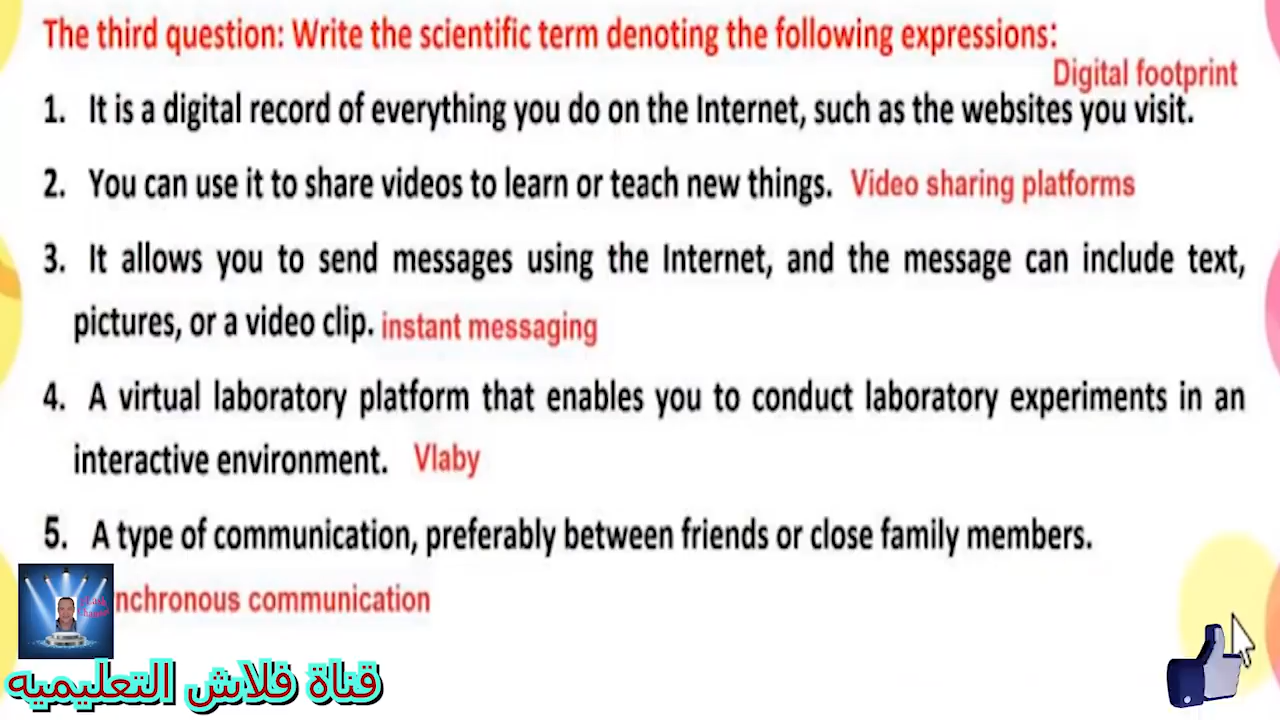 The third question: Write the scientific term denoting the following expressions:
Digital footprint
1. It is a digital record of everything you do on the Internet, such as the websites you visit.
2. You can use it to share videos to learn or teach new things. Video sharing platforms
3. It allows you to send messages using the Internet, and the message can include text,
pictures, or a video clip. instant messaging
4. A virtual laboratory platform that enables you to conduct laboratory experiments in an
interactive environment. Vlaby
5. A type of communication, preferably between friends or close family members.
nchronous communication
قناة فلاش التعليميه